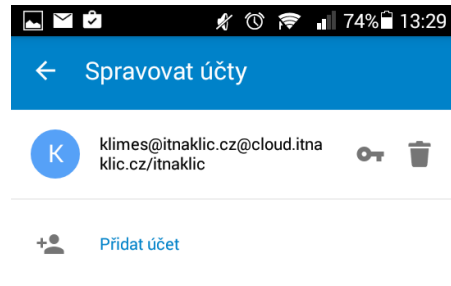 74% 13:29
Spravovat účty
K
klimes@itnaklic.cz@cloud.itna
klic.cz/itnaklic
Přidat účet